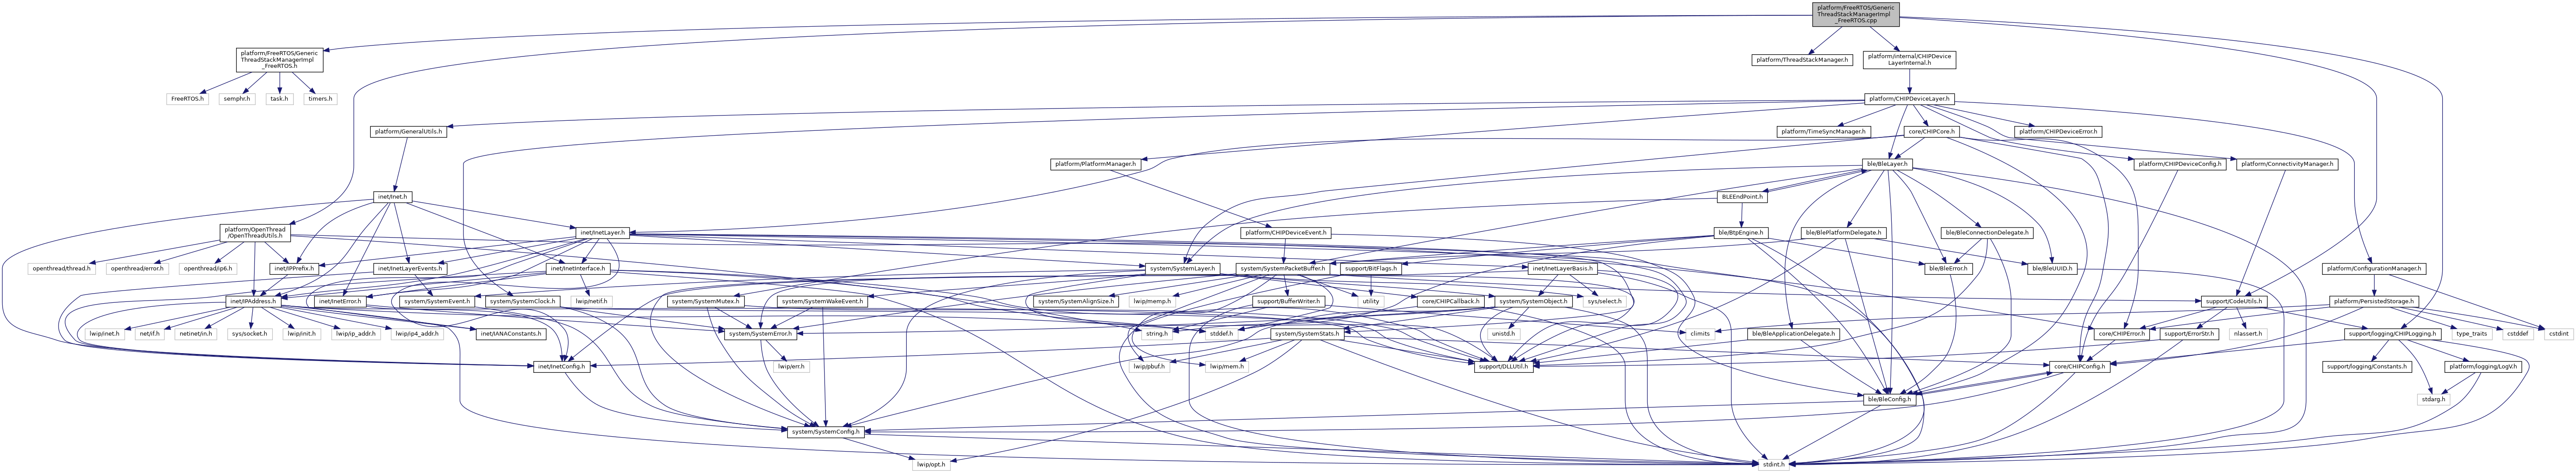 platform/FreeRTOS/Generic
ThreadStackManagerImpl
_FreeRTOS.cpp
platform/FreeRTOS/Generic
ThreadStackManagerImpl
_FreeRTOS.h
platform/ThreadStackManager.h
platform/internal/CHIPDevice
LayerInternal.h
FreeRTOS.h
semphr.h
task.h
timers.h
platform/CHIPDeviceLayer.h
platform/GeneralUtils.h
platform/TimeSyncManager.h
core/CHIPCore.h
platform/CHIPDeviceError.h
platform/PlatformManager.h
ble/BleLayer.h
platform/CHIPDeviceConfig.h
platform/ConnectivityManager.h
inet/Inet.h
BLEEndPoint.h
platform/OpenThread
/OpenThreadUtils.h
inet/InetLayer.h
platform/CHIPDeviceEvent.h
ble/BtpEngine.h
ble/BlePlatformDelegate.h
ble/BleConnectionDelegate.h
openthread/thread.h
openthread/error.h
openthread/ip6.h
inet/IPPrefix.h
inet/InetLayerEvents.h
inet/InetInterface.h
system/SystemLayer.h
system/SystemPacketBuffer.h
support/BitFlags.h
inet/InetLayerBasis.h
ble/BleError.h
ble/BleUUID.h
platform/ConfigurationManager.h
inet/IPAddress.h
inet/InetError.h
system/SystemEvent.h
system/SystemClock.h
lwip/netif.h
system/SystemMutex.h
system/SystemWakeEvent.h
system/SystemAlignSize.h
lwip/memp.h
support/BufferWriter.h
utility
core/CHIPCallback.h
system/SystemObject.h
sys/select.h
support/CodeUtils.h
platform/PersistedStorage.h
lwip/inet.h
net/if.h
netinet/in.h
sys/socket.h
lwip/init.h
lwip/ip_addr.h
lwip/ip4_addr.h
inet/IANAConstants.h
system/SystemError.h
string.h
stddef.h
system/SystemStats.h
unistd.h
climits
ble/BleApplicationDelegate.h
core/CHIPError.h
support/ErrorStr.h
nlassert.h
support/logging/CHIPLogging.h
type_traits
cstddef
cstdint
inet/InetConfig.h
lwip/err.h
lwip/pbuf.h
lwip/mem.h
support/DLLUtil.h
core/CHIPConfig.h
support/logging/Constants.h
platform/logging/LogV.h
ble/BleConfig.h
stdarg.h
system/SystemConfig.h
lwip/opt.h
stdint.h